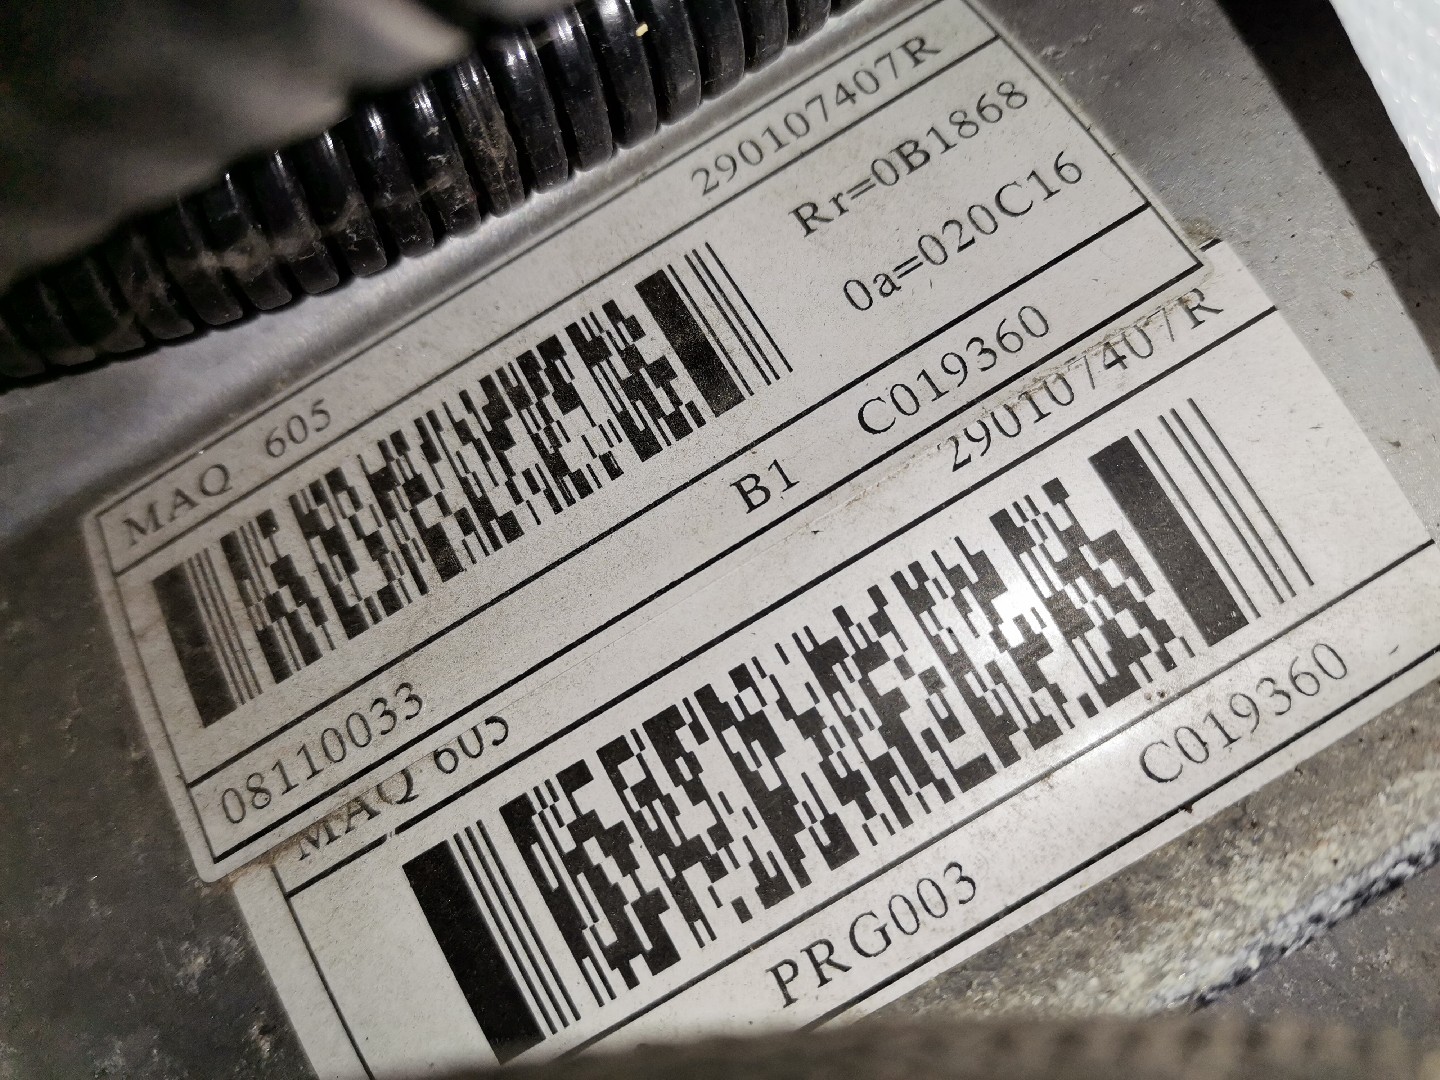 MAQ 605 290107407R
Rr=0B1868
0a=020C16
08110033 B1 C019360
MAQ 605 290107407R
PRG003 C019360